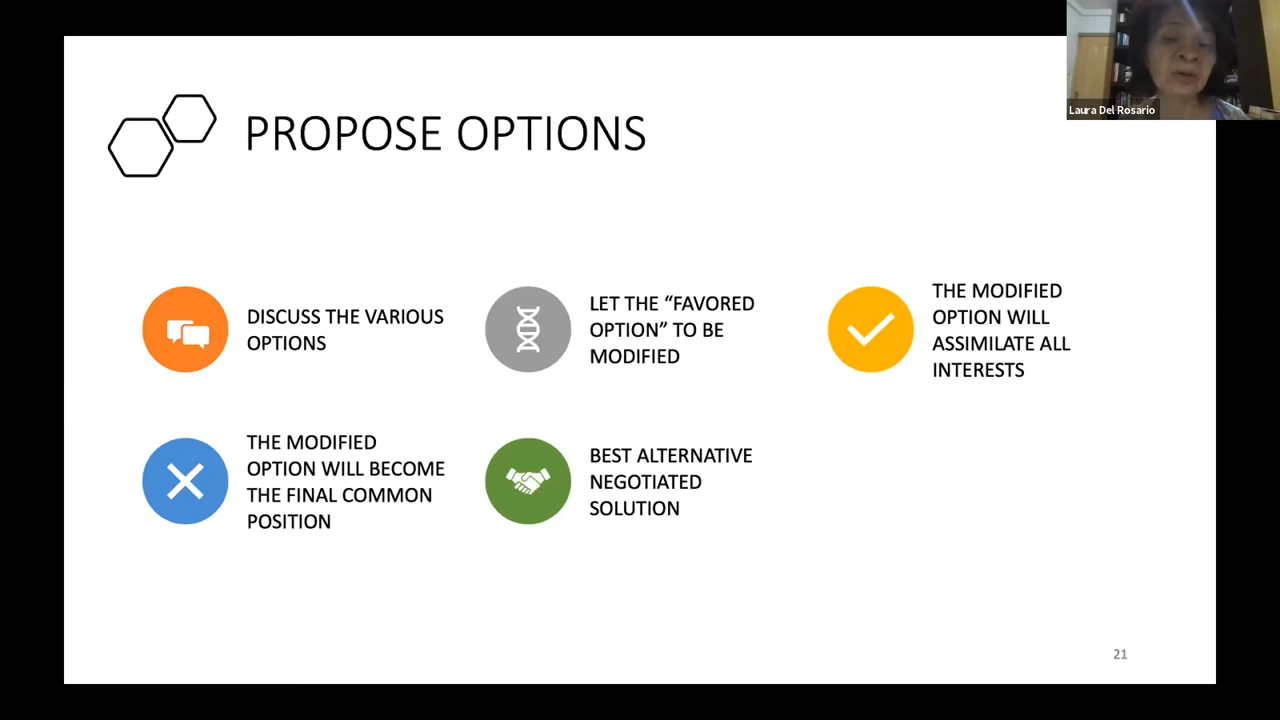 Laura Del Rosario
PROPOSE OPTIONS
DISCUSS THE VARIOUS
OPTIONS
LET THE “FAVORED
OPTION” TO BE
MODIFIED
THE MODIFIED
OPTION WILL
ASSIMILATE ALL
INTERESTS
THE MODIFIED
OPTION WILL BECOME
THE FINAL COMMON
POSITION
BEST ALTERNATIVE
NEGOTIATED
SOLUTION
21